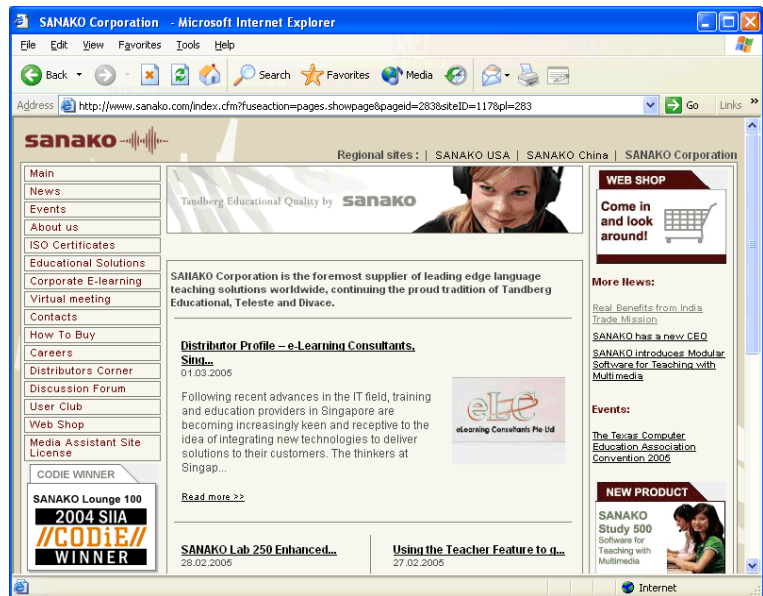 SANAKO Corporation - Microsoft Internet Explorer
File Edit View Favorites Tools Help
Back Search Favorites Media
Address http://www.sanako.com/index.cfm?fuseaction=pages.showpage&pageid=283&siteID=117&pl=283 Go Links »
sanako
Regional sites : | SANAKO USA | SANAKO China | SANAKO Corporation
Main
News
Events
About us
ISO Certificates
Educational Solutions
Corporate E-learning
Virtual meeting
Contacts
How To Buy
Careers
Distributors Corner
Discussion Forum
User Club
Web Shop
Media Assistant Site
License
CODIE WINNER
SANAKO Lounge 100
2004 SIIA
//CODiE//
WINNER
Tandberg Educational Quality by sanako
SANAKO Corporation is the foremost supplier of leading edge language
teaching solutions worldwide, continuing the proud tradition of Tandberg
Educational, Teleste and Divace.
Distributor Profile – e-Learning Consultants,
Sing...
01.03.2005
Following recent advances in the IT field, training
and education providers in Singapore are
becoming increasingly keen and receptive to the
idea of integrating new technologies to deliver
solutions to their customers. The thinkers at
Singap...
Read more >>
eLC
eLearning Consultants Pte Ltd
SANAKO Lab 250 Enhanced...
28.02.2005
Using the Teacher Feature to g...
27.02.2005
WEB SHOP
Come in
and look
around!
More News:
Real Benefits from India
Trade Mission
SANAKO has a new CEO
SANAKO introduces Modular
Software for Teaching with
Multimedia
Events:
The Texas Computer
Education Association
Convention 2005
NEW PRODUCT
SANAKO
Study 500
Software for
Teaching with
Multimedia
Internet